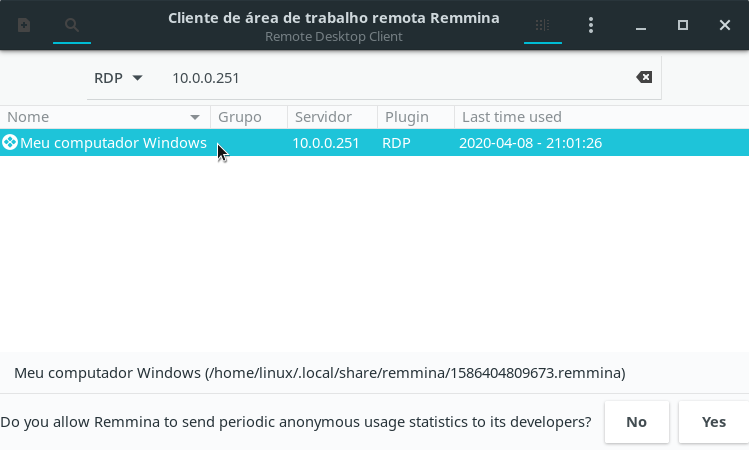 Cliente de área de trabalho remota Remmina
Remote Desktop Client
RDP 10.0.0.251
Nome Grupo Servidor Plugin Last time used
Meu computador Windows 10.0.0.251 RDP 2020-04-08 - 21:01:26
Meu computador Windows (/home/linux/.local/share/remmina/1586404809673.remmina)
Do you allow Remmina to send periodic anonymous usage statistics to its developers? No Yes